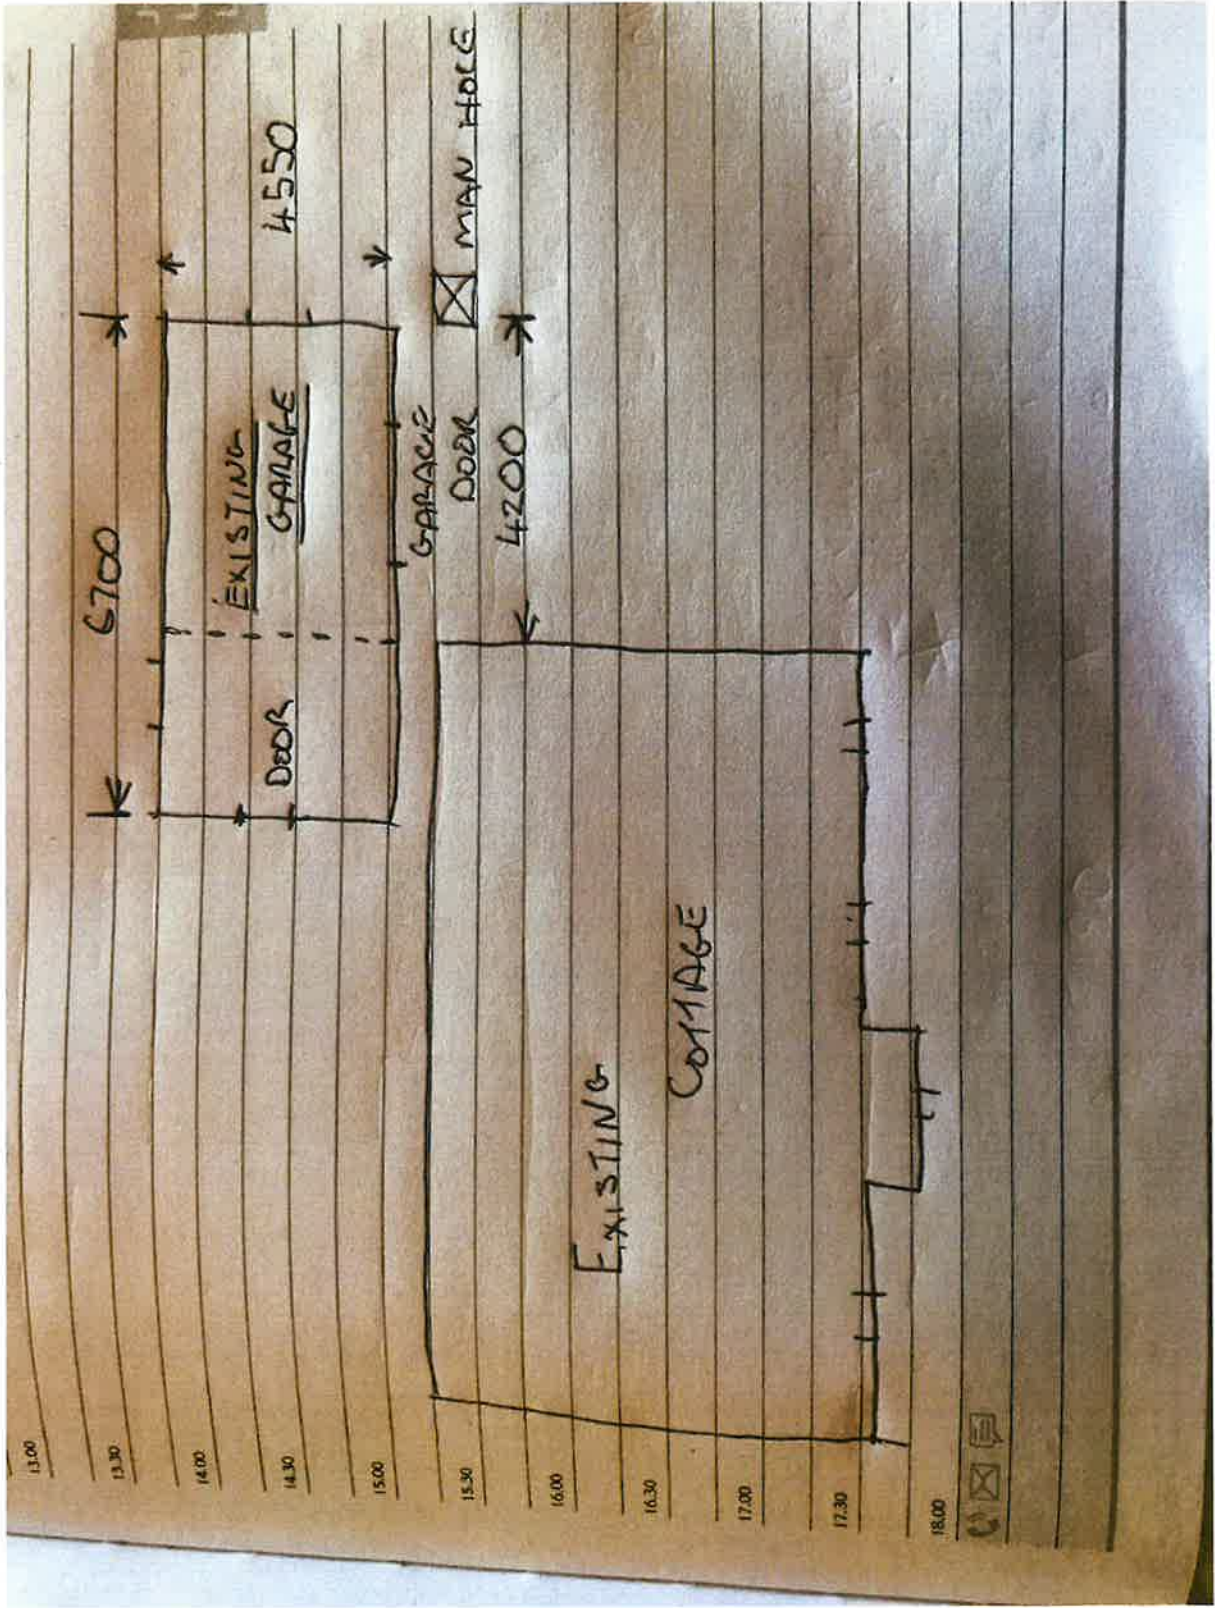 6700
4550
EXISTING
GARAGE
DOOR
GARAGE
DOOR
MAN HOLE
4200
EXISTING
COTTAGE
13.00
13.30
14.00
14.30
15.00
15.30
16.00
16.30
17.00
17.30
18.00